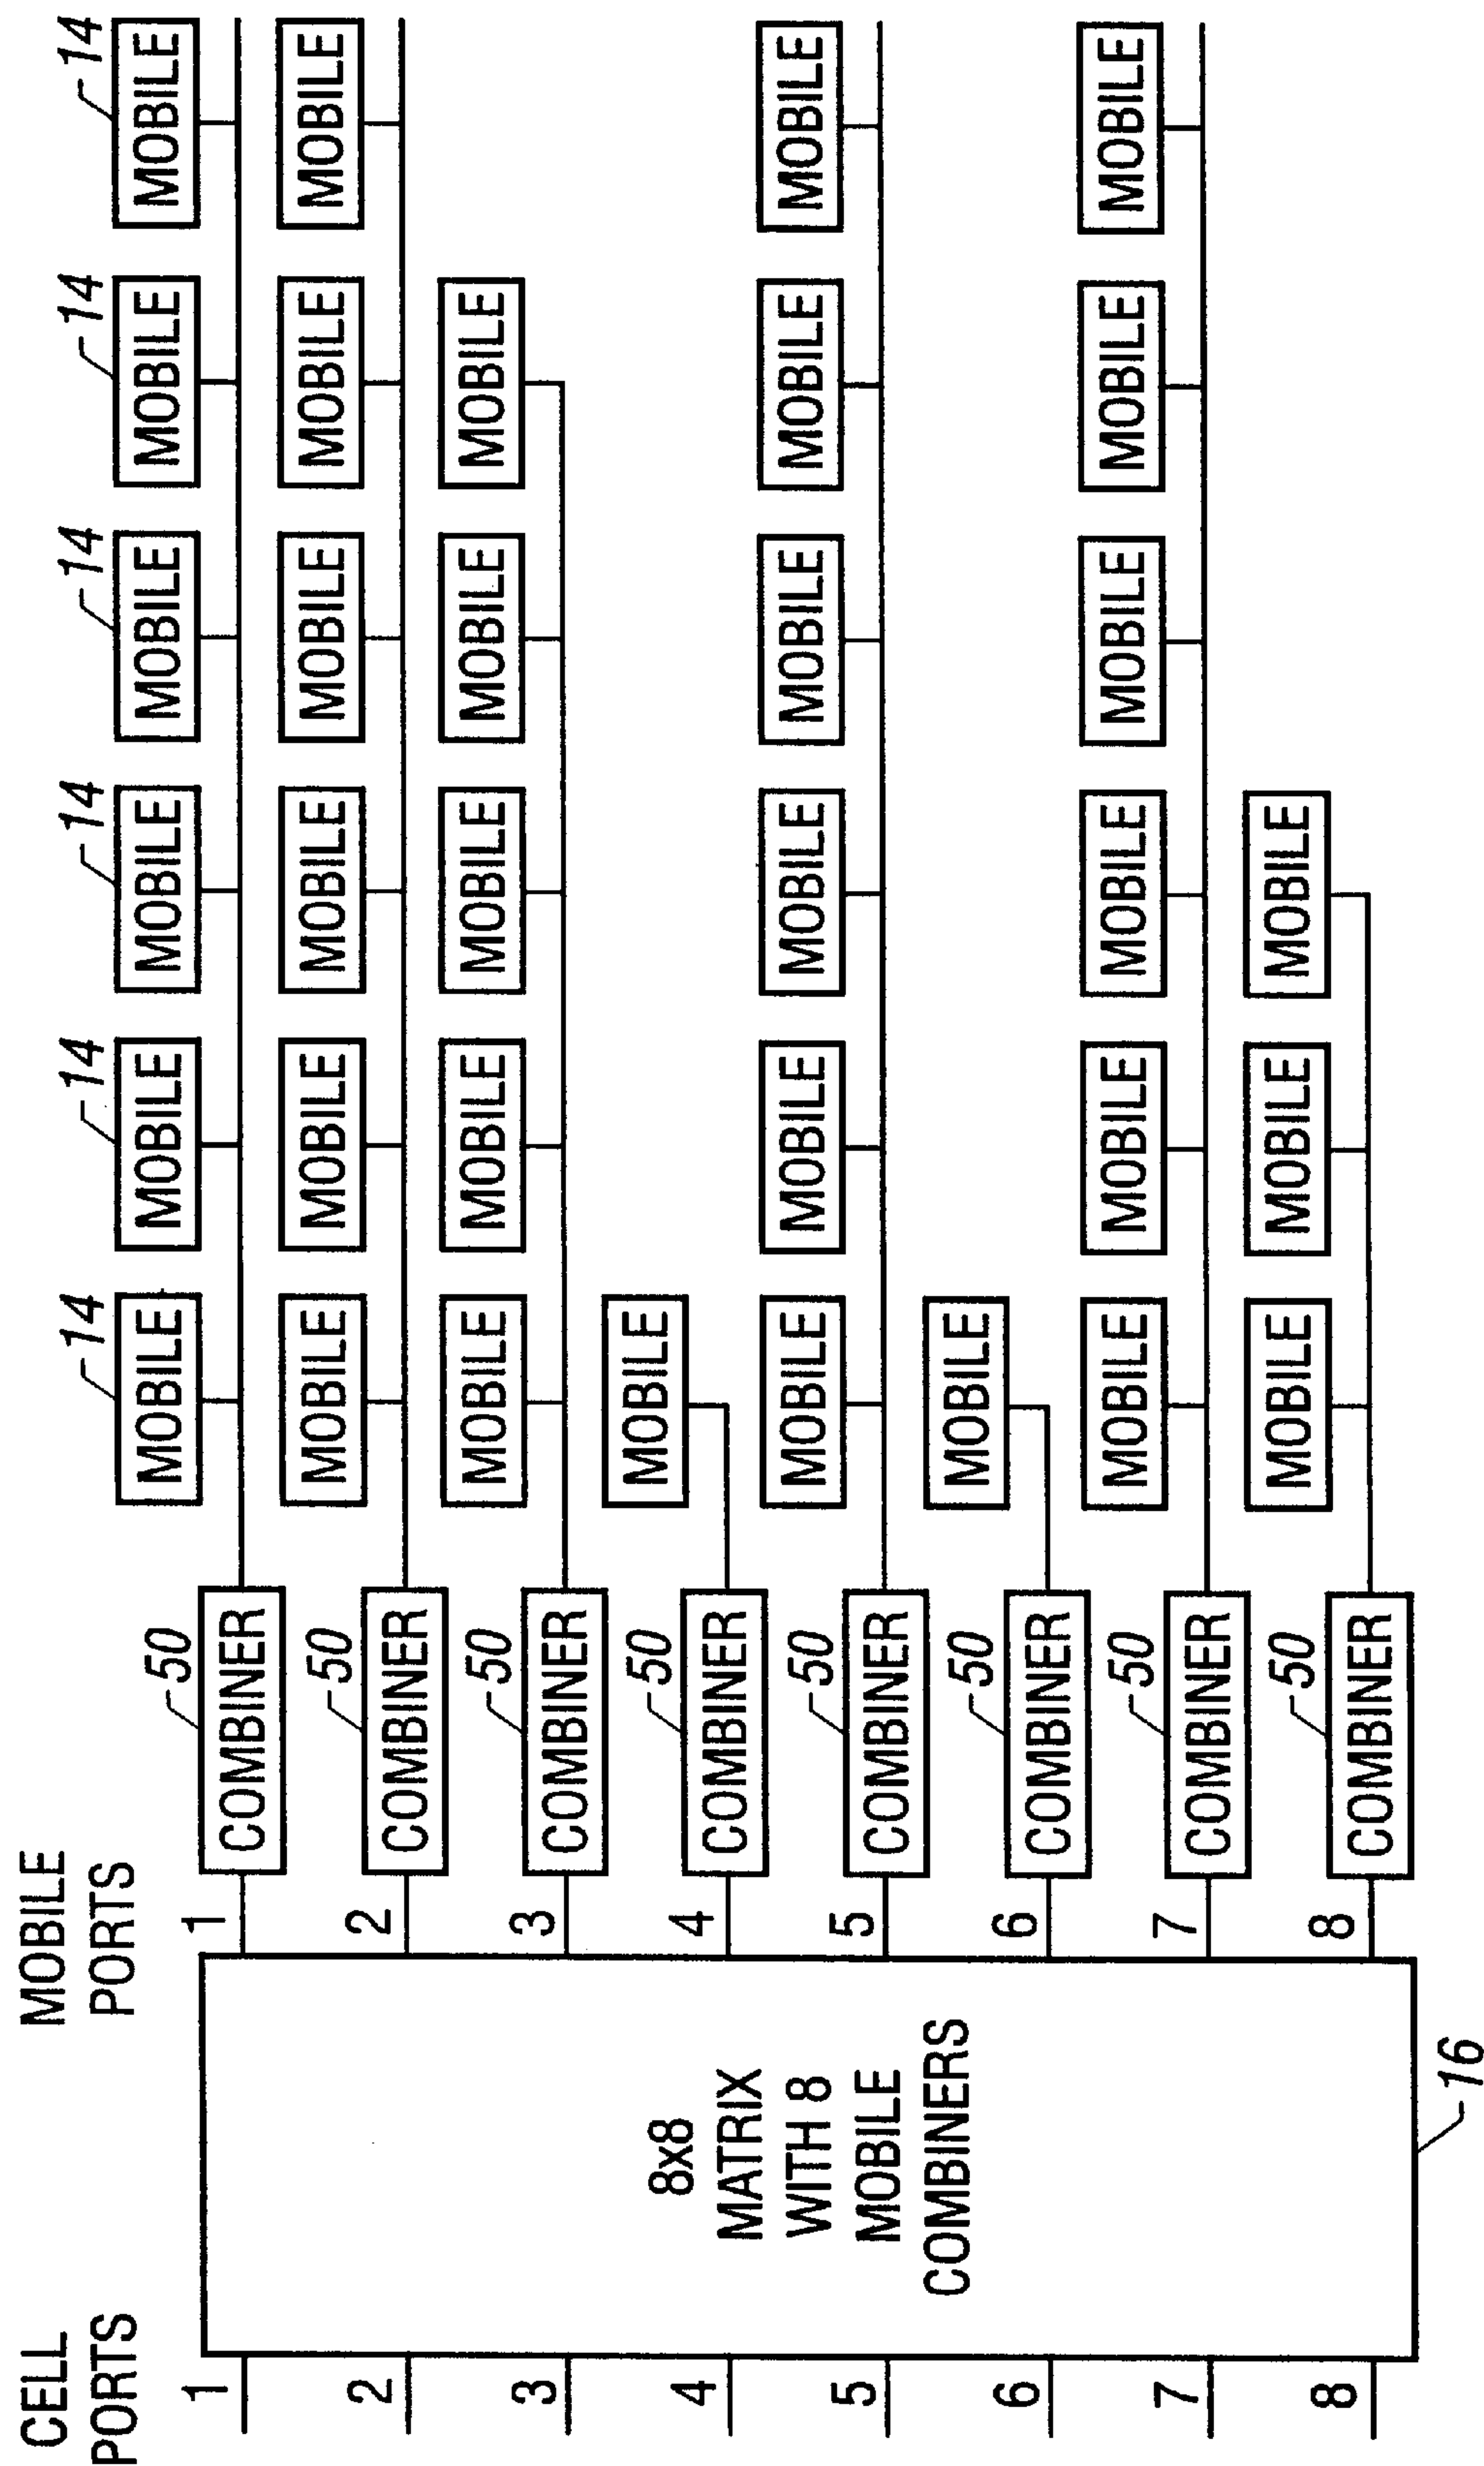 CELL
PORTS
MOBILE
PORTS
14 14 14 14 14 14
1 1 50 COMBINER MOBILE MOBILE MOBILE MOBILE MOBILE MOBILE
2 2 50 COMBINER MOBILE MOBILE MOBILE MOBILE MOBILE MOBILE
3 3 50 COMBINER MOBILE MOBILE MOBILE MOBILE MOBILE
4 4 50 COMBINER MOBILE
5 5 50 COMBINER MOBILE MOBILE MOBILE MOBILE MOBILE MOBILE
6 6 50 COMBINER MOBILE
7 7 50 COMBINER MOBILE MOBILE MOBILE MOBILE MOBILE MOBILE
8 8 50 COMBINER MOBILE MOBILE MOBILE
8x8
MATRIX
WITH 8
MOBILE
COMBINERS
16